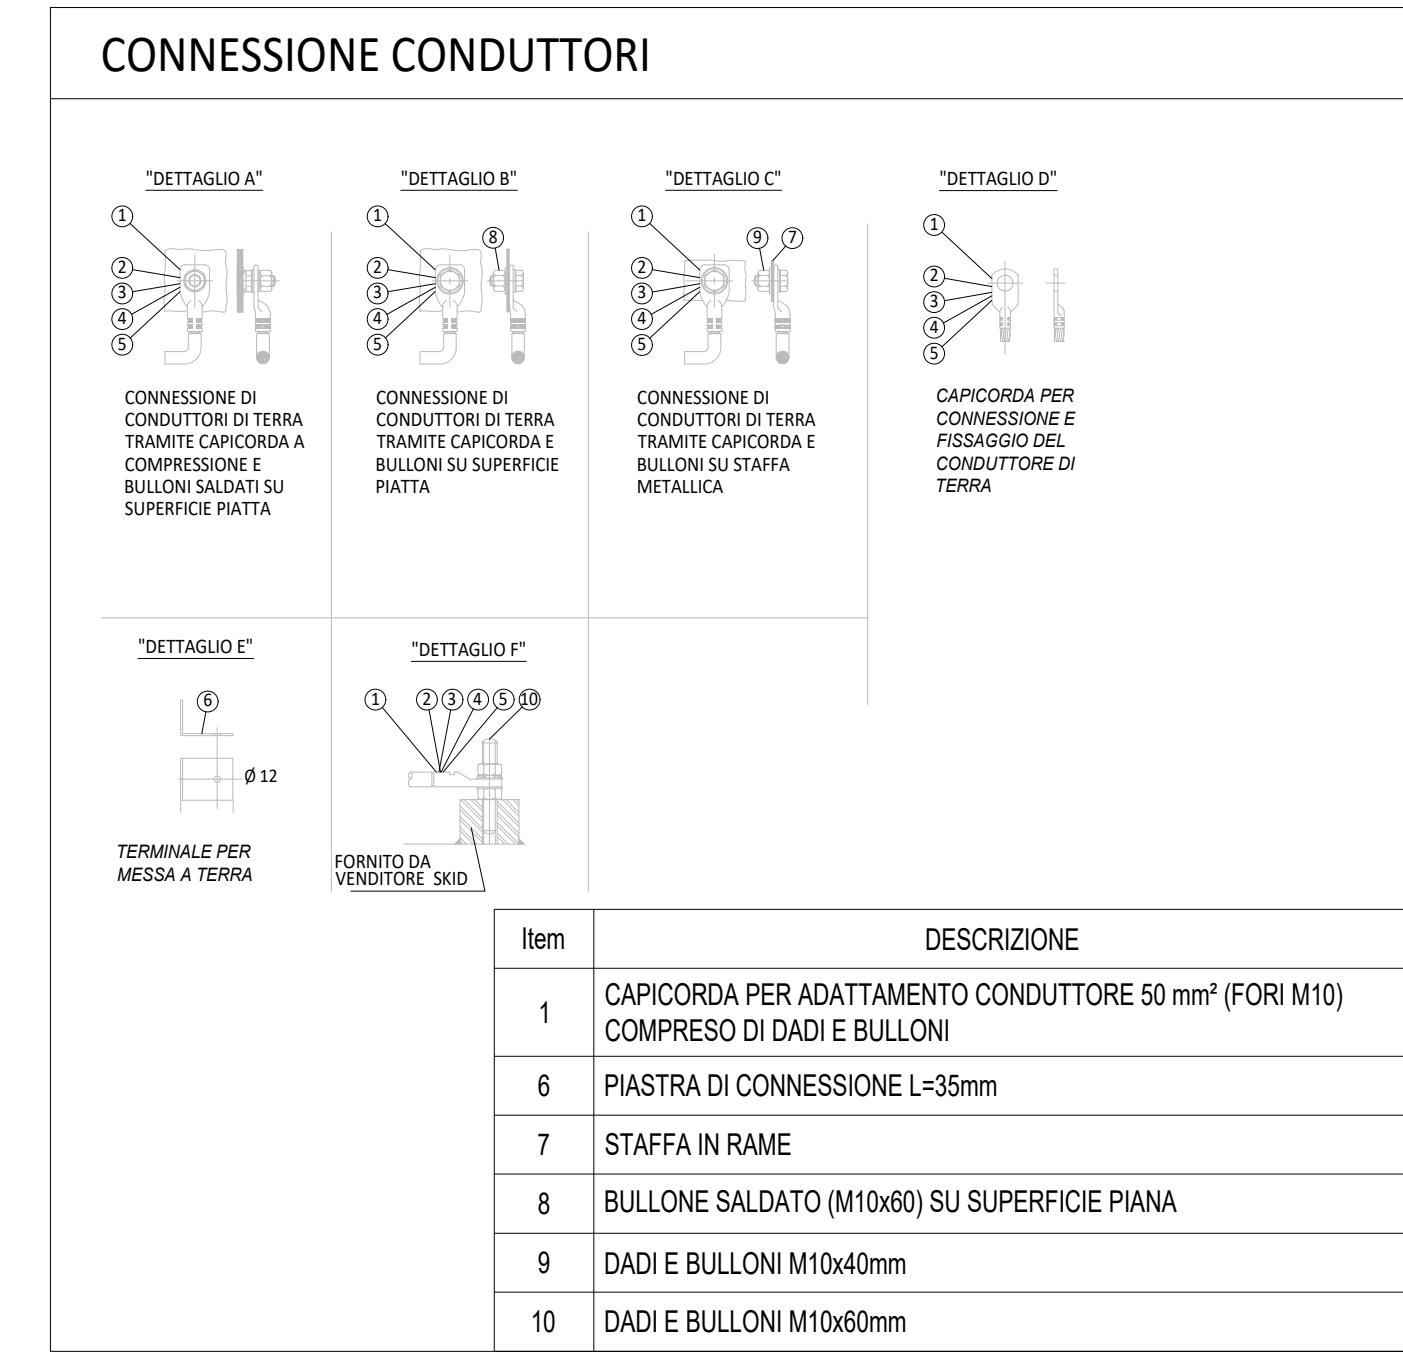 CONNESSIONE CONDUTTORI
"DETTAGLIO A"
1
2
3
4
5
CONNESSIONE DI
CONDUTTORI DI TERRA
TRAMITE CAPICORDA A
COMPRESSIONE E
BULLONI SALDATI SU
SUPERFICIE PIATTA
"DETTAGLIO B"
1
8
2
3
4
5
CONNESSIONE DI
CONDUTTORI DI TERRA
TRAMITE CAPICORDA E
BULLONI SU SUPERFICIE
PIATTA
"DETTAGLIO C"
1
9 7
2
3
4
5
CONNESSIONE DI
CONDUTTORI DI TERRA
TRAMITE CAPICORDA E
BULLONI SU STAFFA
METALLICA
"DETTAGLIO D"
1
2
3
4
5
CAPICORDA PER
CONNESSIONE E
FISSAGGIO DEL
CONDUTTORE DI
TERRA
"DETTAGLIO E"
6
Ø 12
TERMINALE PER
MESSA A TERRA
"DETTAGLIO F"
1 2 3 4 5 10
FORNITO DA
VENDITORE SKID
Item DESCRIZIONE
1 CAPICORDA PER ADATTAMENTO CONDUTTORE 50 mm² (FORI M10)
COMPRESO DI DADI E BULLONI
6 PIASTRA DI CONNESSIONE L=35mm
7 STAFFA IN RAME
8 BULLONE SALDATO (M10x60) SU SUPERFICIE PIANA
9 DADI E BULLONI M10x40mm
10 DADI E BULLONI M10x60mm